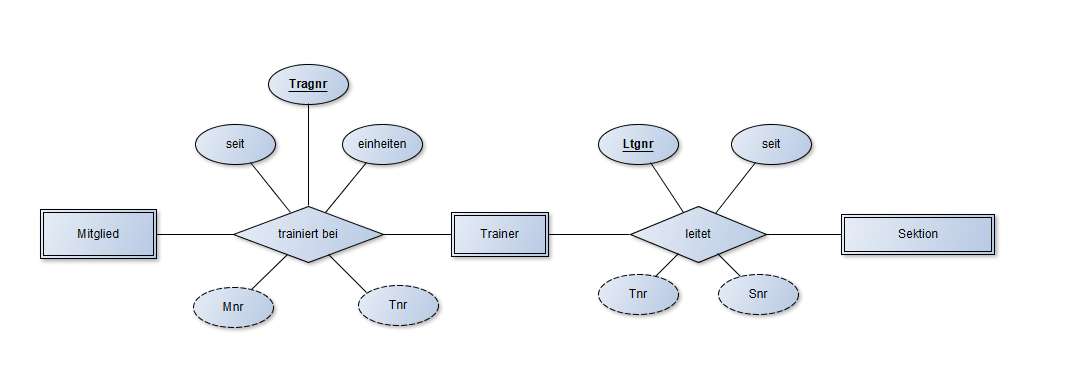 Tragnr
seit
einheiten
Ltgnr
seit
Mitglied
trainiert bei
Trainer
leitet
Sektion
Mnr
Tnr
Tnr
Snr